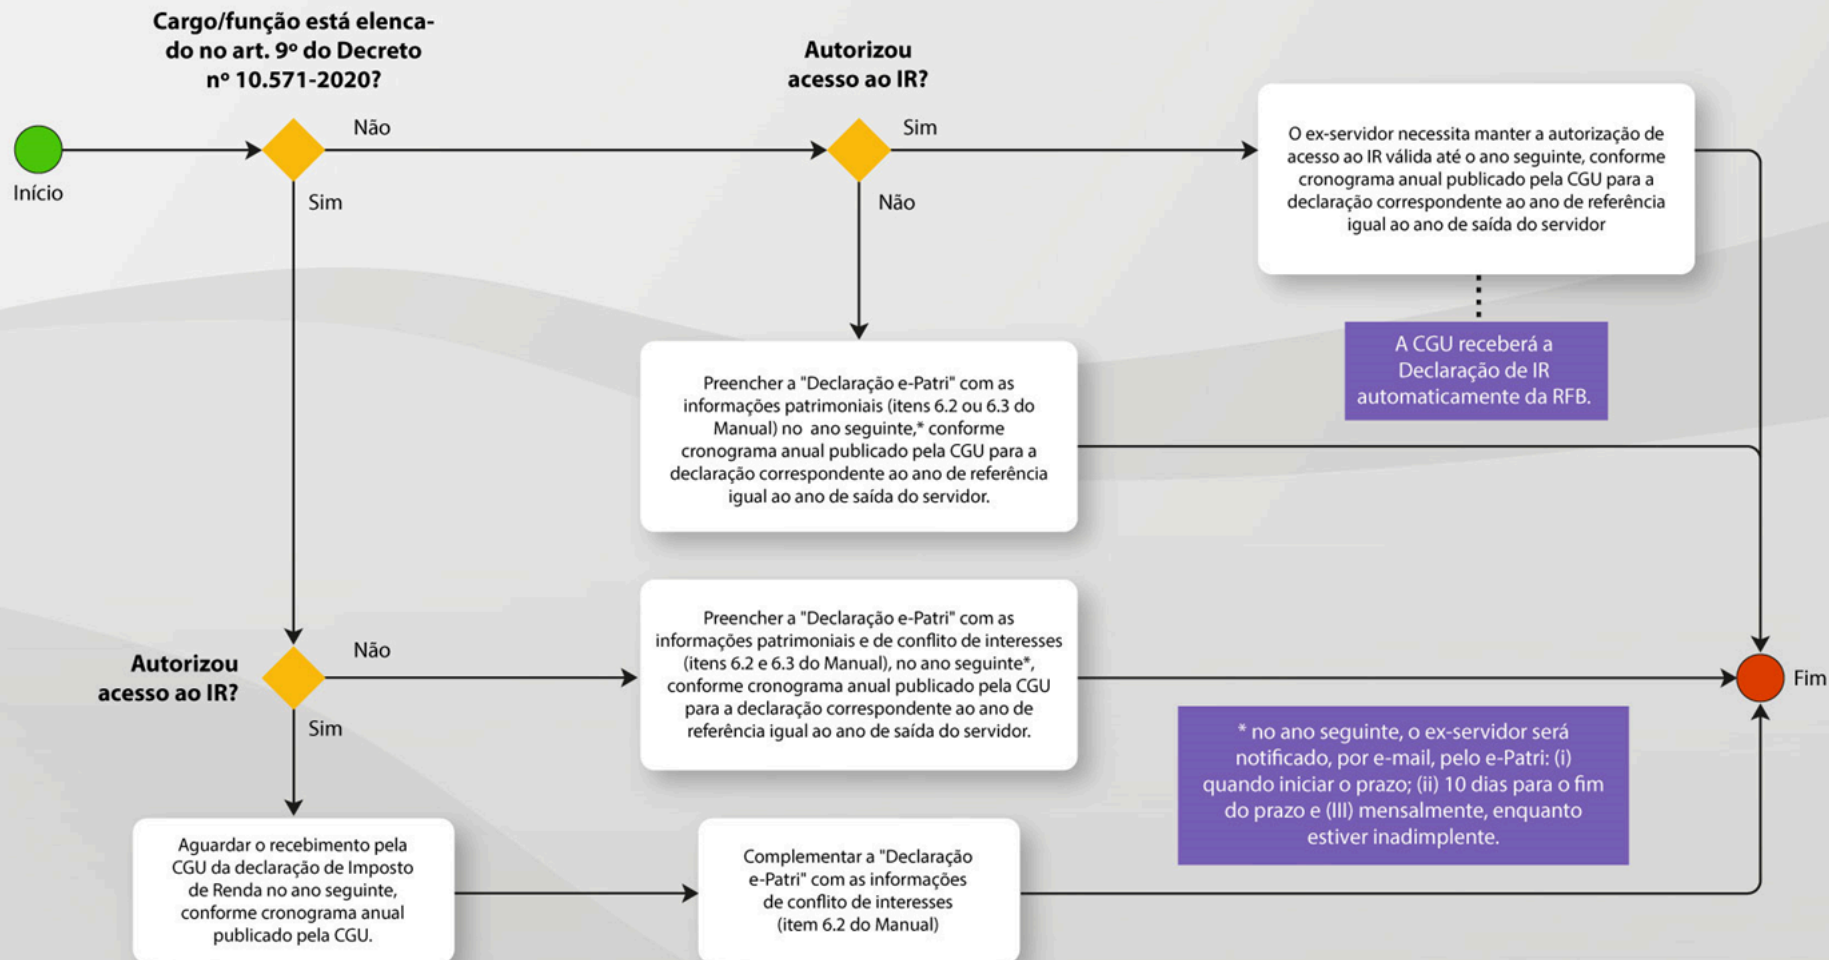 Cargo/função está elenca-
do no art. 9º do Decreto
nº 10.571-2020?
Autorizou
acesso ao IR?
Não
Sim
Início
Sim
Não
O ex-servidor necessita manter a autorização de
acesso ao IR válida até o ano seguinte, conforme
cronograma anual publicado pela CGU para a
declaração correspondente ao ano de referência
igual ao ano de saída do servidor
A CGU receberá a
Declaração de IR
automaticamente da RFB.
Preencher a "Declaração e-Patri" com as
informações patrimoniais (itens 6.2 ou 6.3 do
Manual) no ano seguinte,* conforme
cronograma anual publicado pela CGU para a
declaração correspondente ao ano de referência
igual ao ano de saída do servidor.
Autorizou
acesso ao IR?
Não
Sim
Preencher a "Declaração e-Patri" com as
informações patrimoniais e de conflito de interesses
(itens 6.2 e 6.3 do Manual), no ano seguinte*,
conforme cronograma anual publicado pela CGU
para a declaração correspondente ao ano de
referência igual ao ano de saída do servidor.
Fim
* no ano seguinte, o ex-servidor será
notificado, por e-mail, pelo e-Patri: (i)
quando iniciar o prazo; (ii) 10 dias para o fim
do prazo e (III) mensalmente, enquanto
estiver inadimplente.
Aguardar o recebimento pela
CGU da declaração de Imposto
de Renda no ano seguinte,
conforme cronograma anual
publicado pela CGU.
Complementar a "Declaração
e-Patri" com as informações
de conflito de interesses
(item 6.2 do Manual)